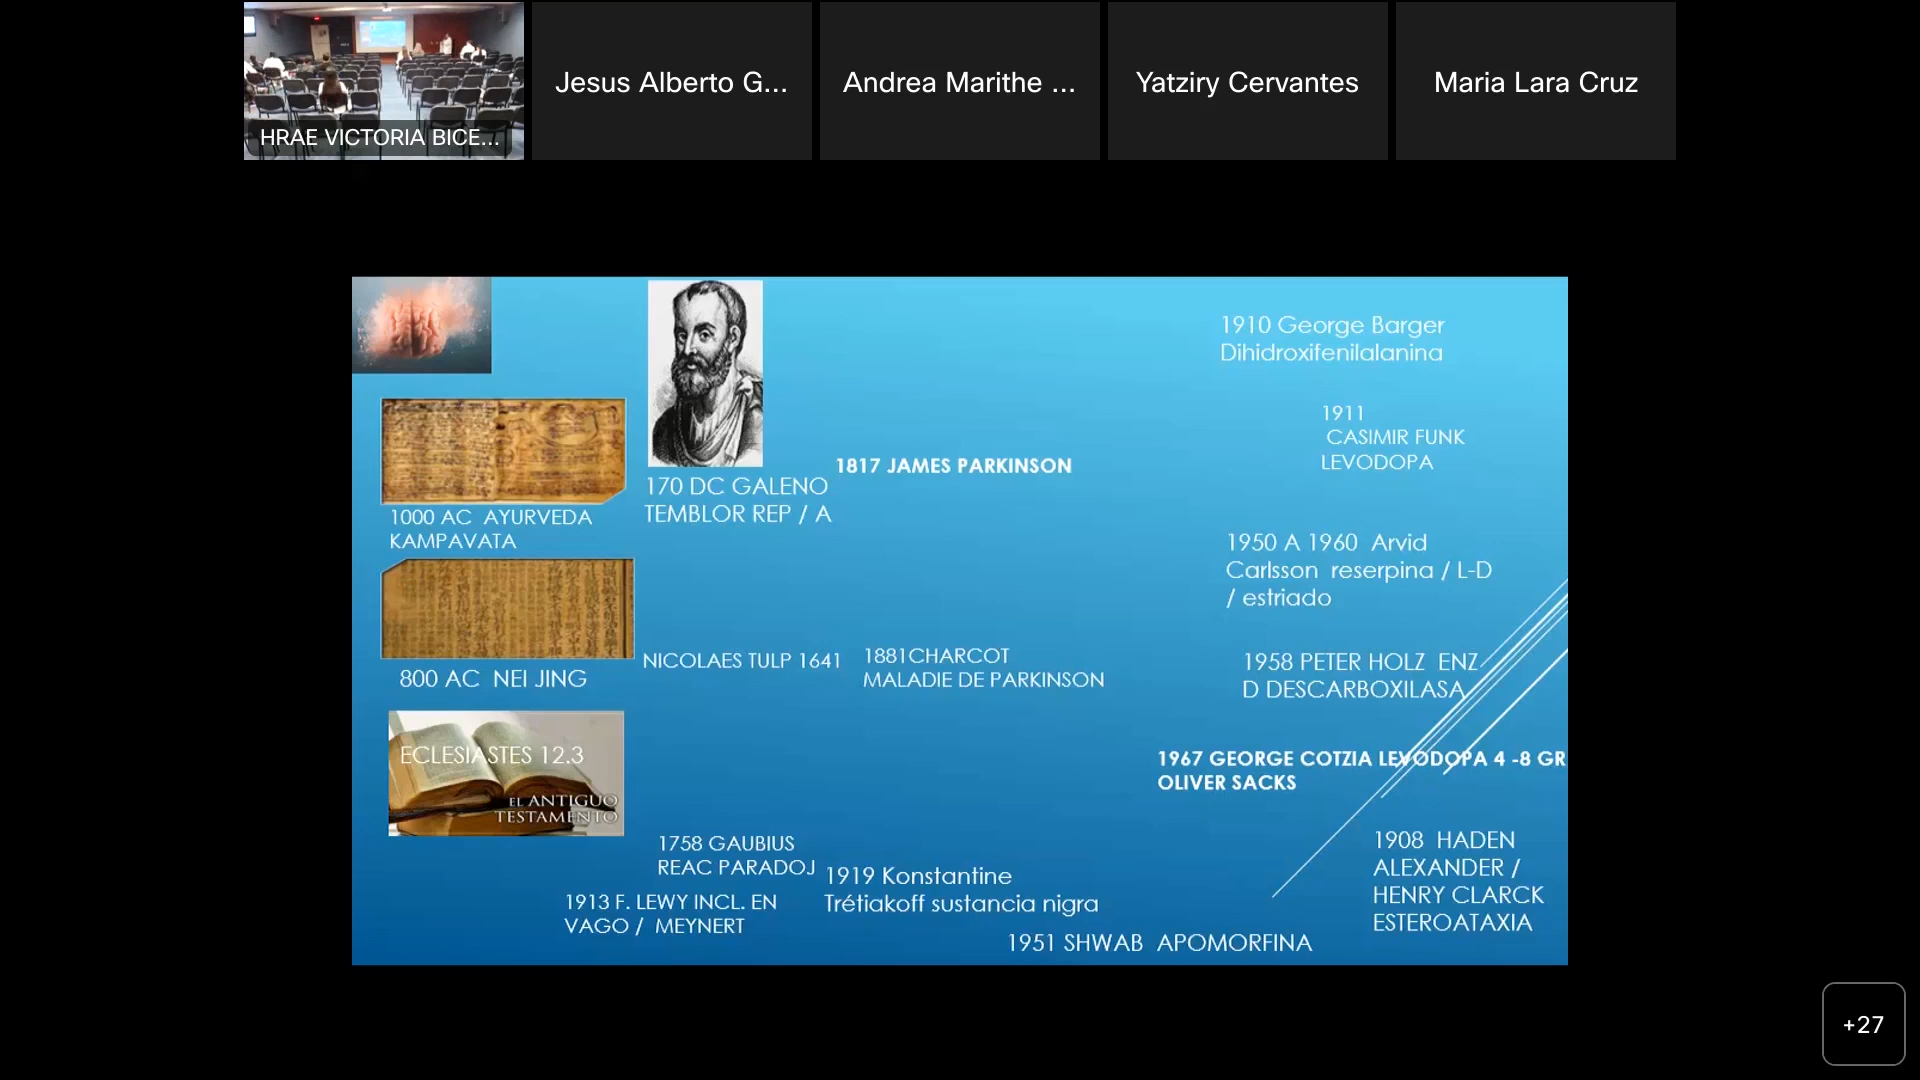 HRAE VICTORIA BICE...
Jesus Alberto G...
Andrea Marithe ...
Yatziry Cervantes
Maria Lara Cruz
1000 AC AYURVEDA
KAMPAVATA
800 AC NEI JING
ECLESIASTES 12.3
EL ANTIGUO
TESTAMENTO
170 DC GALENO
TEMBLOR REP / A
1817 JAMES PARKINSON
NICOLAES TULP 1641
1881CHARCOT
MALADIE DE PARKINSON
1758 GAUBIUS
REAC PARADOJ
1913 F. LEWY INCL. EN
VAGO / MEYNERT
1919 Konstantine
Trétiakoff sustancia nigra
1951 SHWAB APOMORFINA
1910 George Barger
Dihidroxifenilalanina
1911
CASIMIR FUNK
LEVODOPA
1950 A 1960 Arvid
Carlsson reserpina / L-D
/ estriado
1958 PETER HOLZ ENZ
D DESCARBOXILASA
1967 GEORGE COTZIA LEVODOPA 4 -8 GR
OLIVER SACKS
1908 HADEN
ALEXANDER /
HENRY CLARCK
ESTEROATAXIA
+27